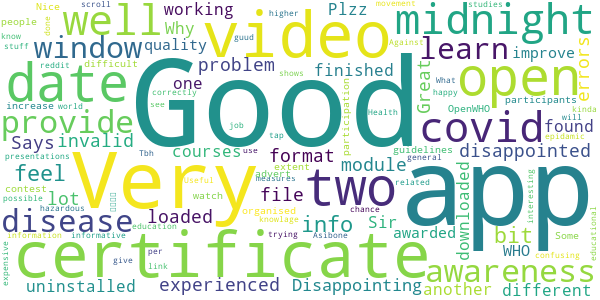 Nice scroll
people well video midnight
Why working Plzz
know window quality learn open
stuff reddit difficult problem finished improve errors
date one Good Great
increase world shows Against studies movement higher guud done
see correctly participants OpenWHO What happy
provide job tap participation covid will kinda found
Says invalid Health epidemic
courses format guidelines disappointed
feel Tbh use Very two module general app
presentations extent measures related
contest lot advert file downloaded Some interesting educational
possible hazardous watch Useful info Sir awarded bit WHO
disease loaded organised knowlage chance
information informative education trying Asibone confusing
certificate awareness
expensive give per link
uninstalled experienced Disappointing another different